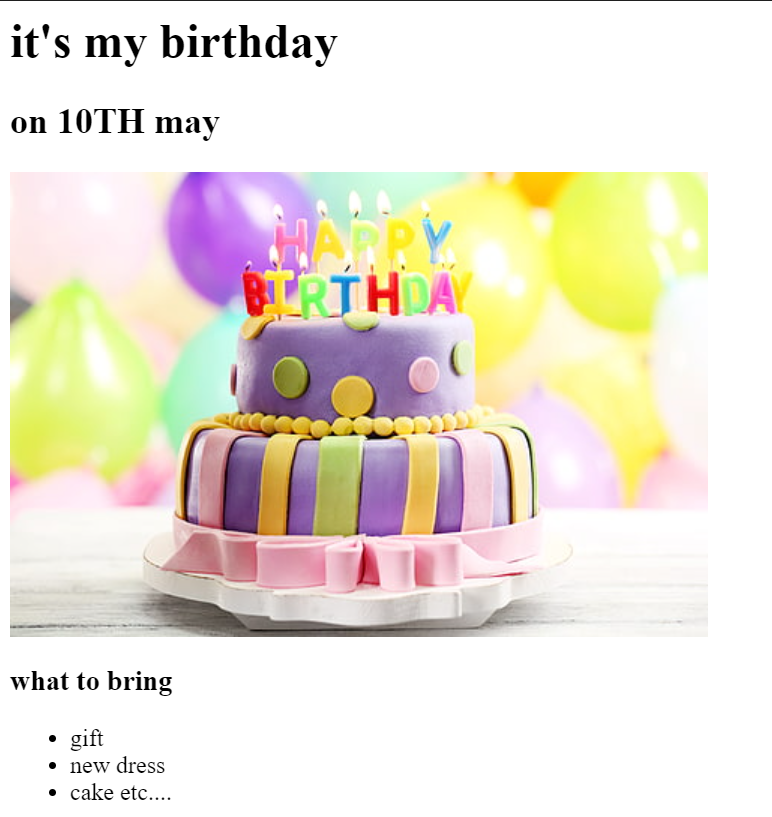 it's my birthday
on 10TH may
HAPPY
BIRTHDAY
what to bring
gift
new dress
cake etc....